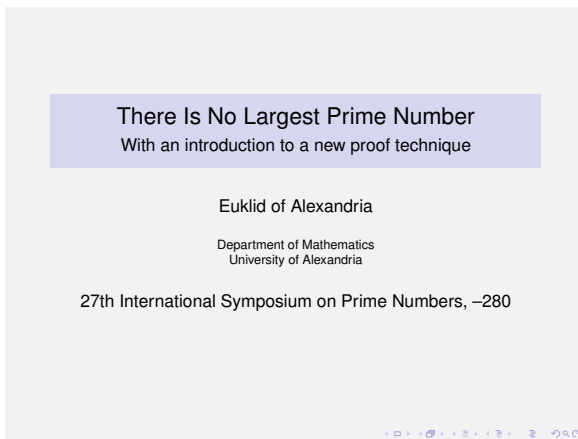 There Is No Largest Prime Number
With an introduction to a new proof technique
Euklid of Alexandria
Department of Mathematics
University of Alexandria
27th International Symposium on Prime Numbers, –280